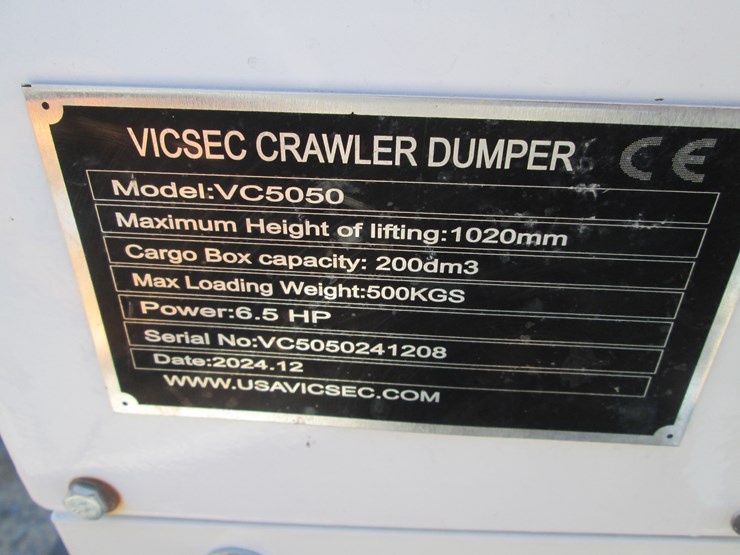 VICSEC CRAWLER DUMPER CE
Model:VC5050
Maximum Height of lifting:1020mm
Cargo Box capacity: 200dm3
Max Loading Weight:500KGS
Power:6.5 HP
Serial No:VC5050241208
Date:2024.12
WWW.USAVICSEC.COM